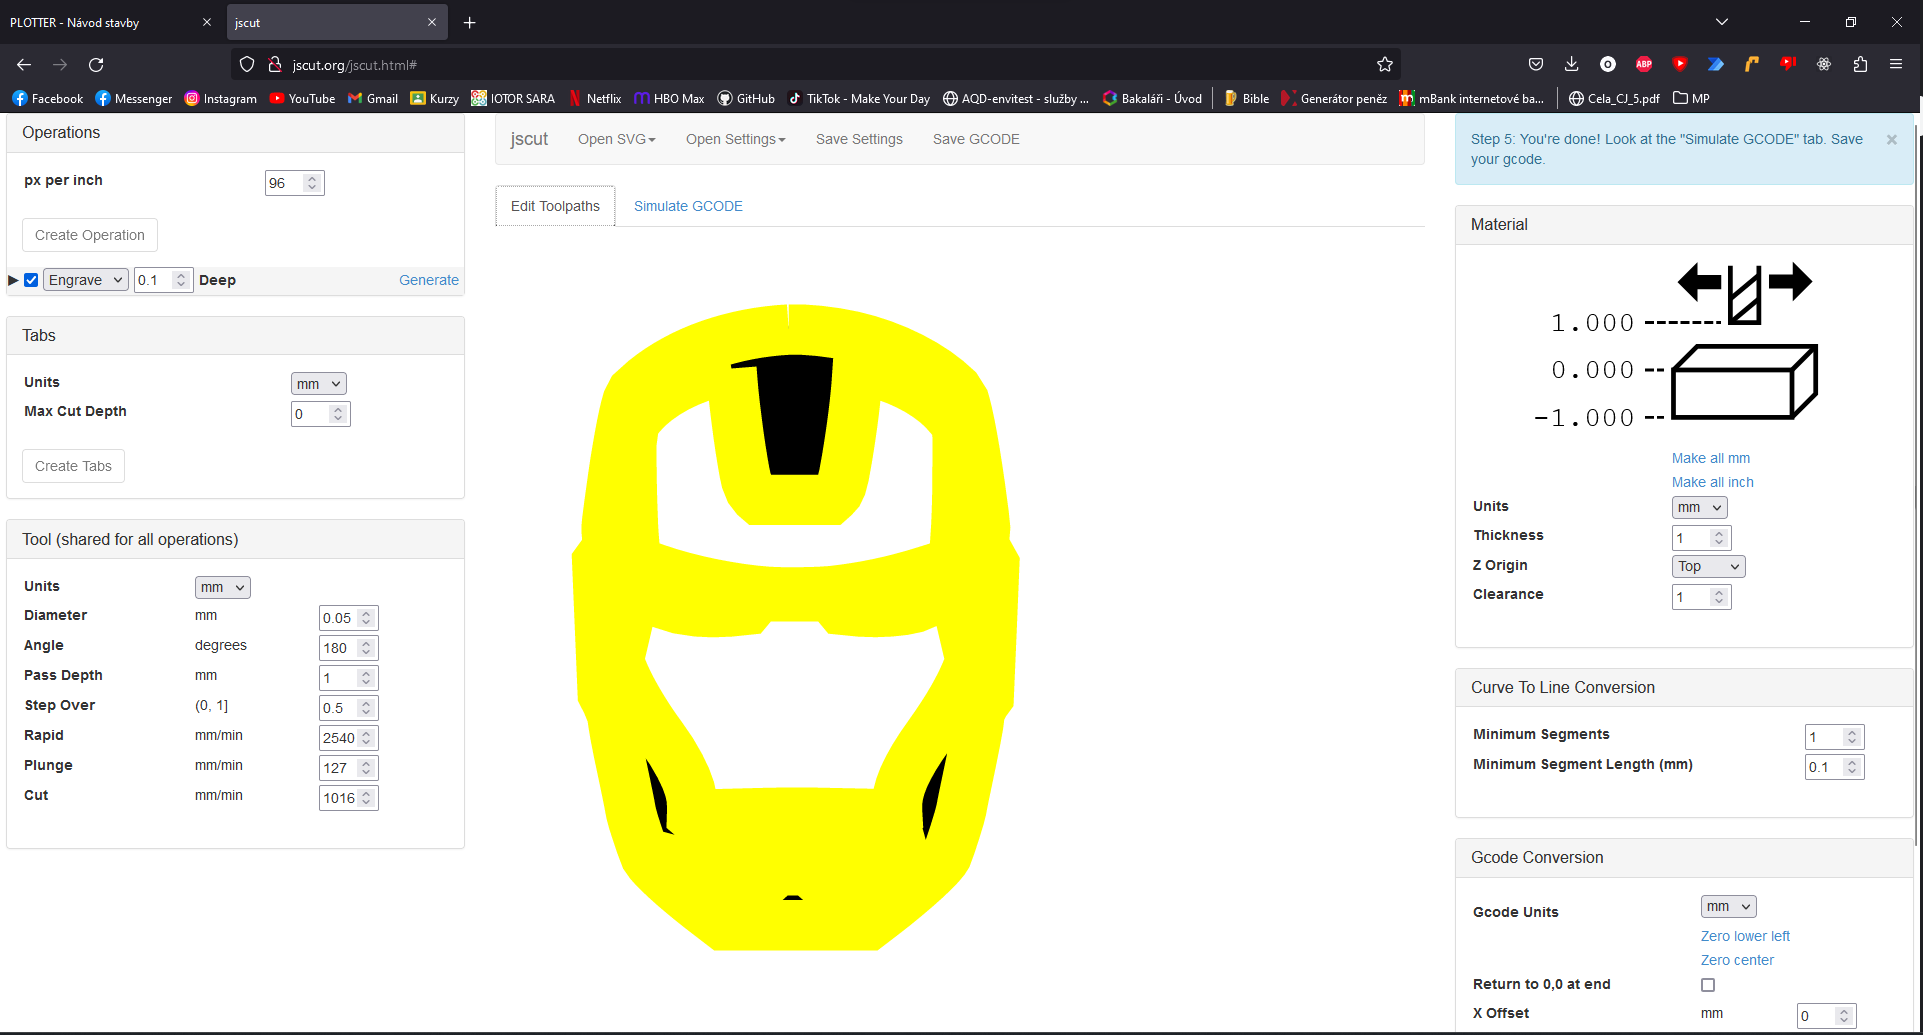 PLOTTER - Návod stavby
jscut
jscut.org/jscut.html#
Facebook Messenger Instagram YouTube Gmail Kurzy IOTOR SARA Netflix HBO Max GitHub TikTok - Make Your Day AQD-envitest - služby ... Bakaláři - Úvod Bible Generátor peněz mBank internetové ba... Cela_CJ_5.pdf MP
Operations
px per inch 96
Create Operation
Engrave 0.1 Deep Generate
Tabs
Units mm
Max Cut Depth 0
Create Tabs
Tool (shared for all operations)
Units mm
Diameter mm 0.05
Angle degrees 180
Pass Depth mm 1
Step Over (0, 1] 0.5
Rapid mm/min 2540
Plunge mm/min 127
Cut mm/min 1016
jscut Open SVG Open Settings Save Settings Save GCODE
Edit Toolpaths Simulate GCODE
Step 5: You're done! Look at the "Simulate GCODE" tab. Save
your gcode.
×
Material
1.000
0.000
-1.000
Make all mm
Make all inch
Units mm
Thickness 1
Z Origin Top
Clearance 1
Curve To Line Conversion
Minimum Segments 1
Minimum Segment Length (mm) 0.1
Gcode Conversion
Gcode Units mm
Zero lower left
Zero center
Return to 0,0 at end
X Offset mm 0